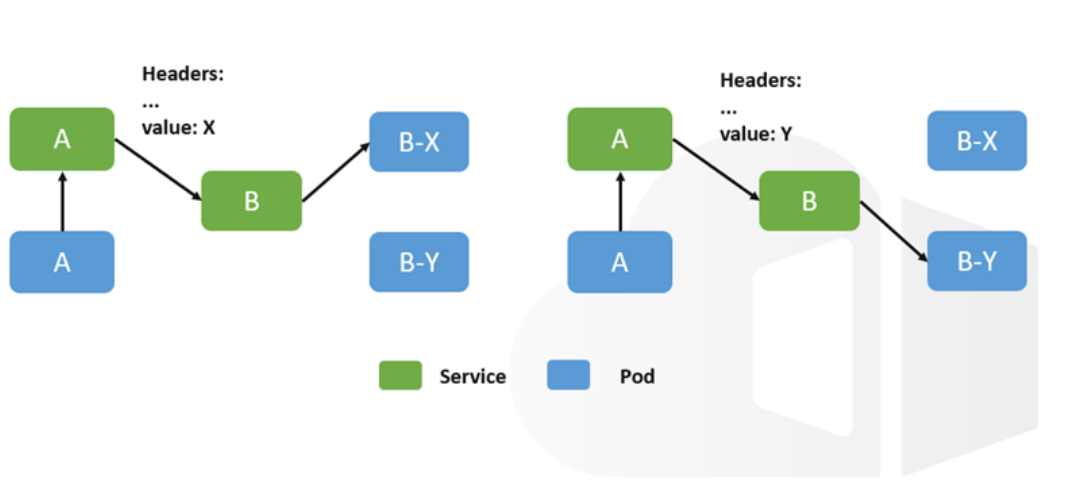 Headers:
...
value: X
A
B
B-X
A
B-Y
Headers:
...
value: Y
A
B
B-X
A
B-Y
Service
Pod